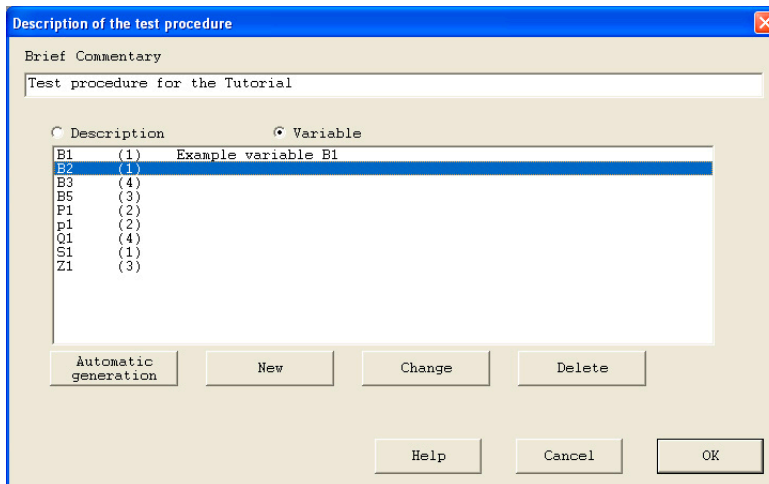 Description of the test procedure
Brief Commentary
Test procedure for the Tutorial
Description Variable
B1 (1) Example variable B1
B2 (1)
B3 (4)
B5 (3)
P1 (2)
p1 (2)
Q1 (4)
S1 (1)
Z1 (3)
Automatic
generation
New Change Delete
Help Cancel OK